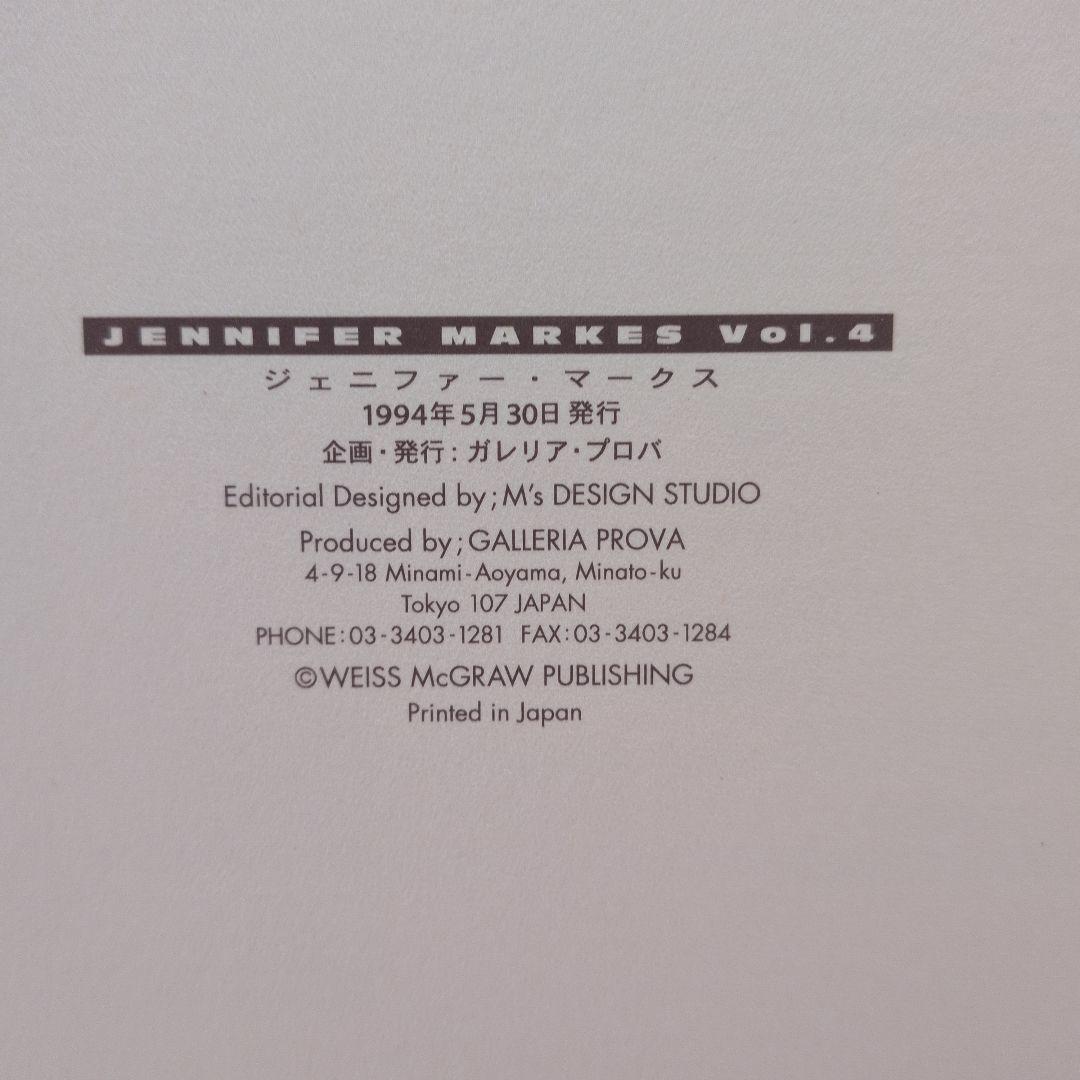 JENNIFER MARKES Vol.4
ジェニファー・マークス
1994年5月30日 発行
企画・発行：ガレリア・プロバ
Editorial Designed by;M's DESIGN STUDIO
Produced by;GALLERIA PROVA
4-9-18 Minami-Aoyama, Minato-ku
Tokyo 107 JAPAN
PHONE:03-3403-1281 FAX:03-3403-1284
©WEISS McGRAW PUBLISHING
Printed in Japan